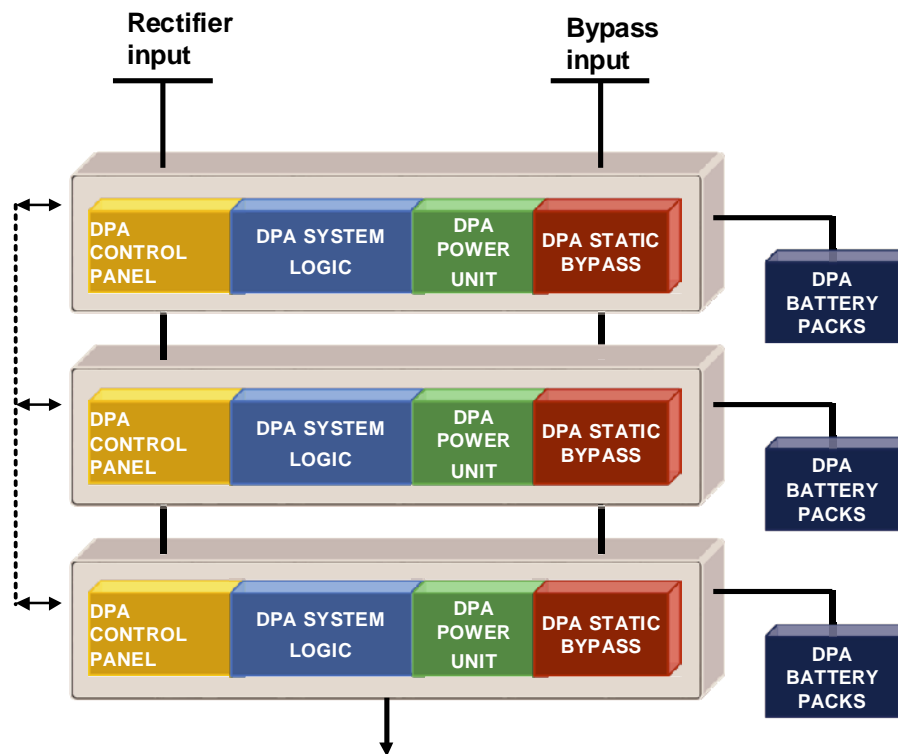 Rectifier
input
Bypass
input
DPA
CONTROL
PANEL
DPA SYSTEM
LOGIC
DPA
POWER
UNIT
DPA STATIC
BYPASS
DPA
BATTERY
PACKS
DPA
CONTROL
PANEL
DPA SYSTEM
LOGIC
DPA
POWER
UNIT
DPA STATIC
BYPASS
DPA
BATTERY
PACKS
DPA
CONTROL
PANEL
DPA SYSTEM
LOGIC
DPA
POWER
UNIT
DPA STATIC
BYPASS
DPA
BATTERY
PACKS